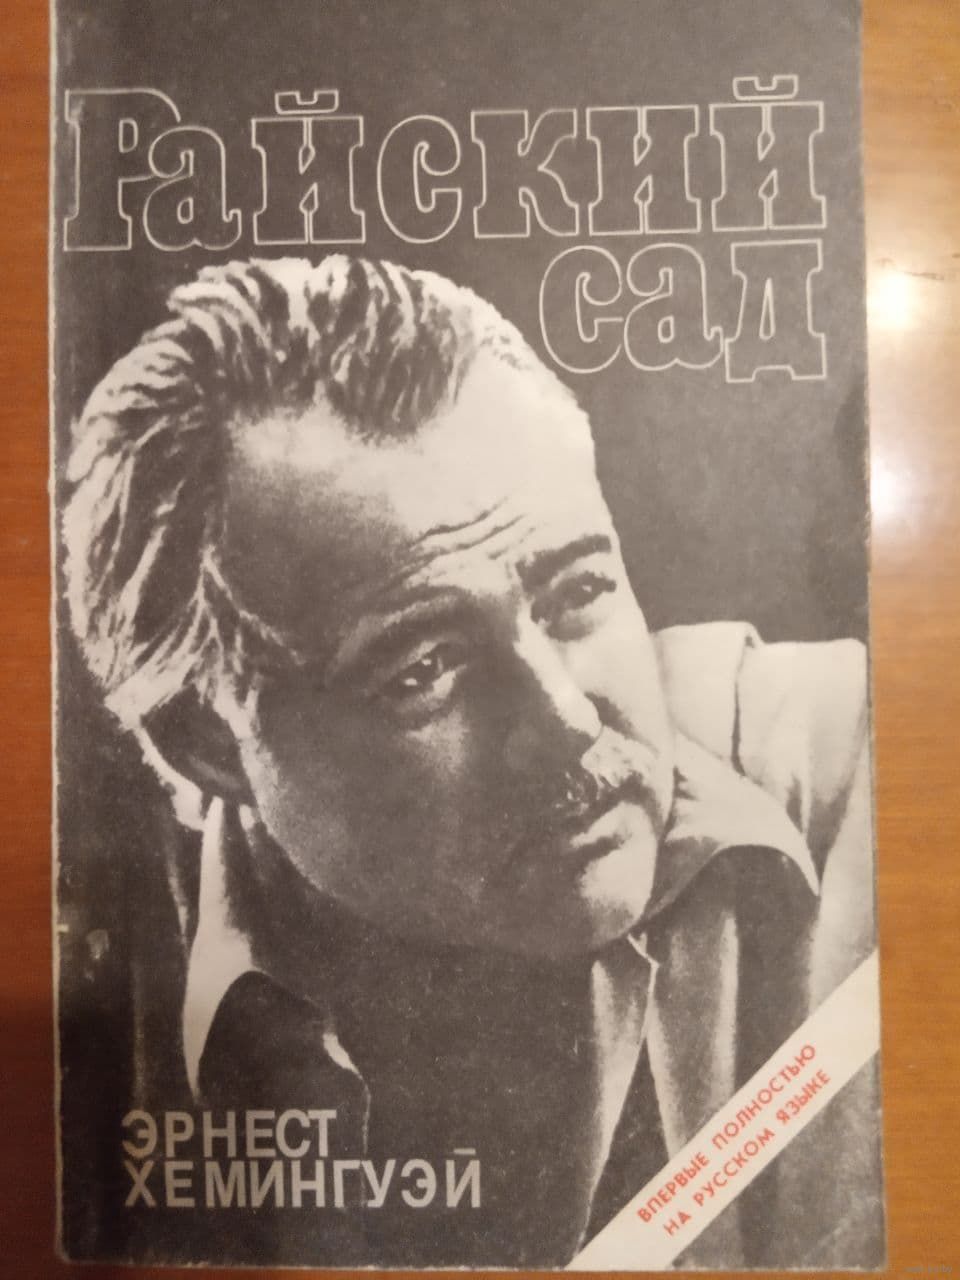 Райский
сад
ЭРНЕСТ
ХЕМИНГУЭЙ
ВПЕРВЫЕ ПОЛНОСТЬЮ
НА РУССКОМ ЯЗЫКЕ